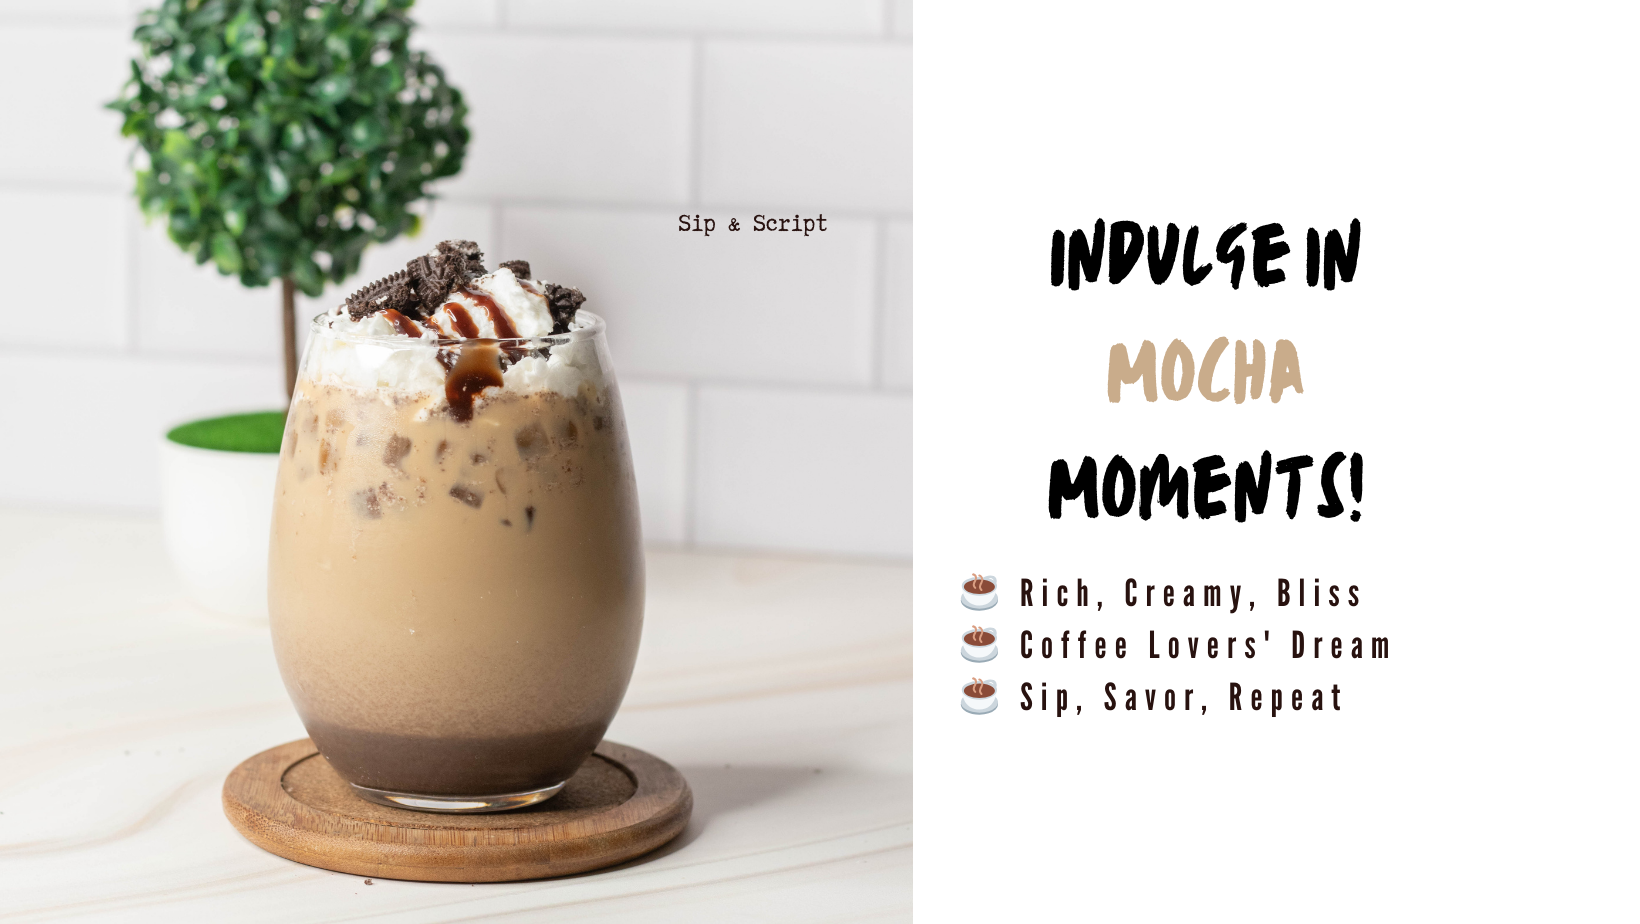 Sip & Script
INDULGE IN
MOCHA
MOMENTS!
☕ Rich, Creamy, Bliss
☕ Coffee Lovers' Dream
☕ Sip, Savor, Repeat